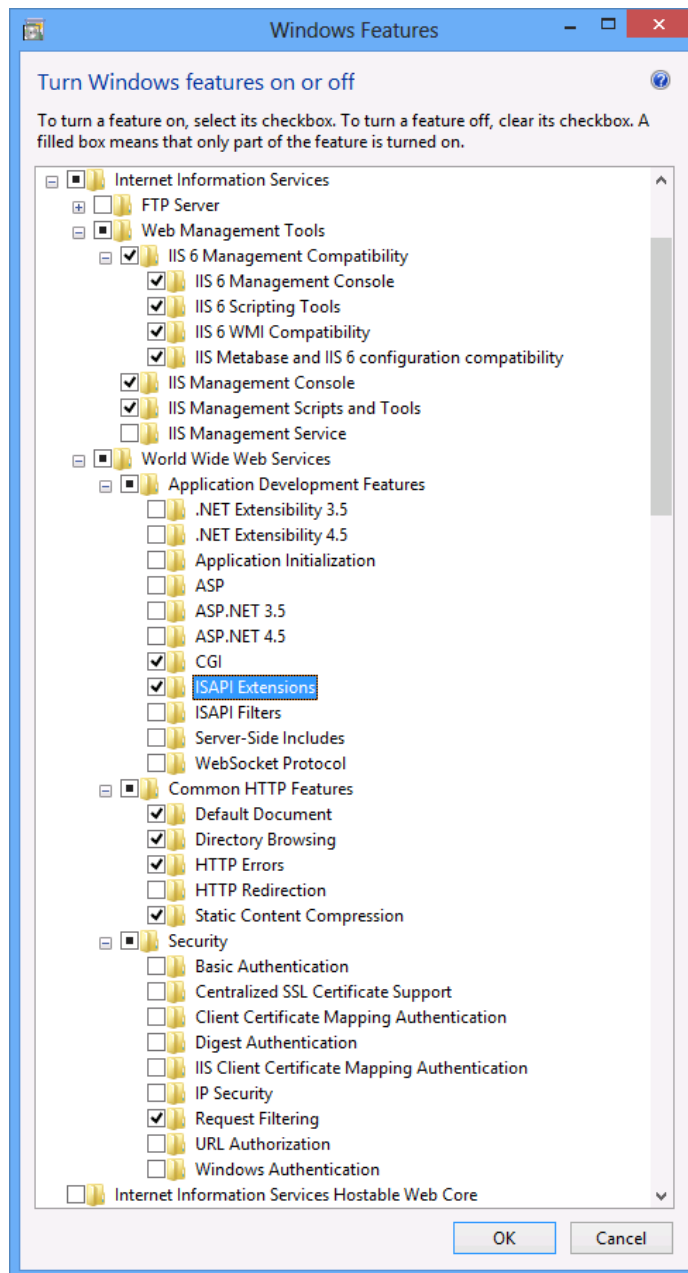 Windows Features
Turn Windows features on or off
To turn a feature on, select its checkbox. To turn a feature off, clear its checkbox. A
filled box means that only part of the feature is turned on.
Internet Information Services
FTP Server
Web Management Tools
IIS 6 Management Compatibility
IIS 6 Management Console
IIS 6 Scripting Tools
IIS 6 WMI Compatibility
IIS Metabase and IIS 6 configuration compatibility
IIS Management Console
IIS Management Scripts and Tools
IIS Management Service
World Wide Web Services
Application Development Features
.NET Extensibility 3.5
.NET Extensibility 4.5
Application Initialization
ASP
ASP.NET 3.5
ASP.NET 4.5
CGI
ISAPI Extensions
ISAPI Filters
Server-Side Includes
WebSocket Protocol
Common HTTP Features
Default Document
Directory Browsing
HTTP Errors
HTTP Redirection
Static Content Compression
Security
Basic Authentication
Centralized SSL Certificate Support
Client Certificate Mapping Authentication
Digest Authentication
IIS Client Certificate Mapping Authentication
IP Security
Request Filtering
URL Authorization
Windows Authentication
Internet Information Services Hostable Web Core
OK Cancel